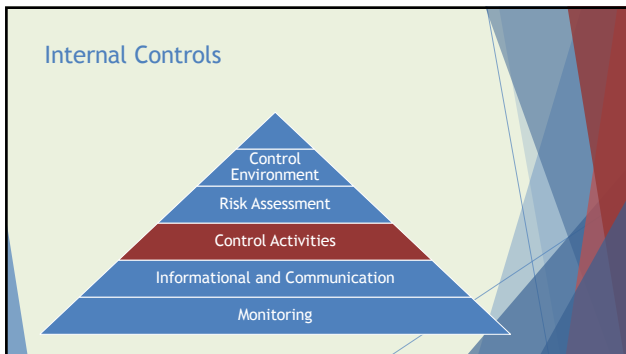 Internal Controls
Control
Environment
Risk Assessment
Control Activities
Informational and Communication
Monitoring